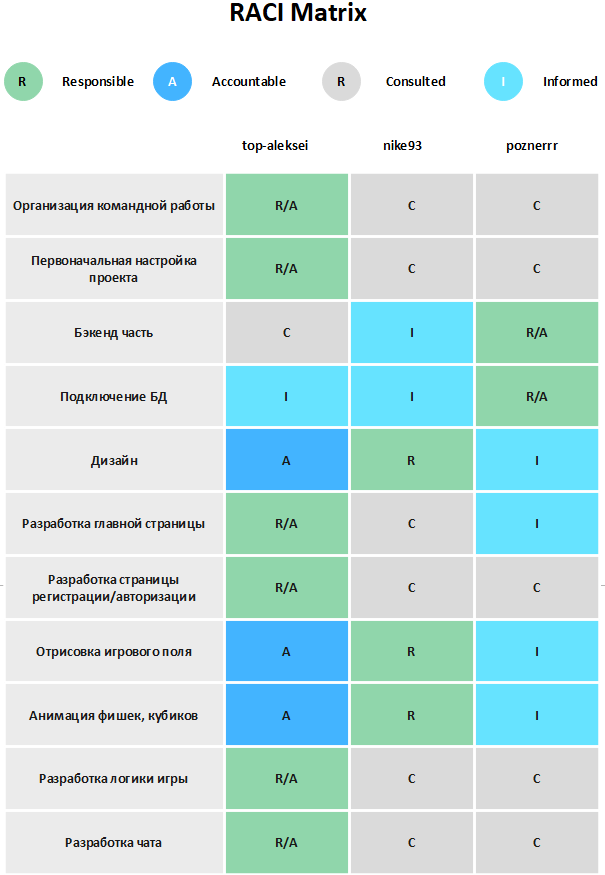 RACI Matrix
R Responsible A Accountable R Consulted I Informed
top-aleksei nike93 poznerrr
Организация командной работы R/A C C
Первоначальная настройка
проекта R/A C C
Бэкенд часть C I R/A
Подключение БД I I R/A
Дизайн A R I
Разработка главной страницы R/A C I
Разработка страницы
регистрации/авторизации R/A C C
Отрисовка игрового поля A R I
Анимация фишек, кубиков A R I
Разработка логики игры R/A C C
Разработка чата R/A C C